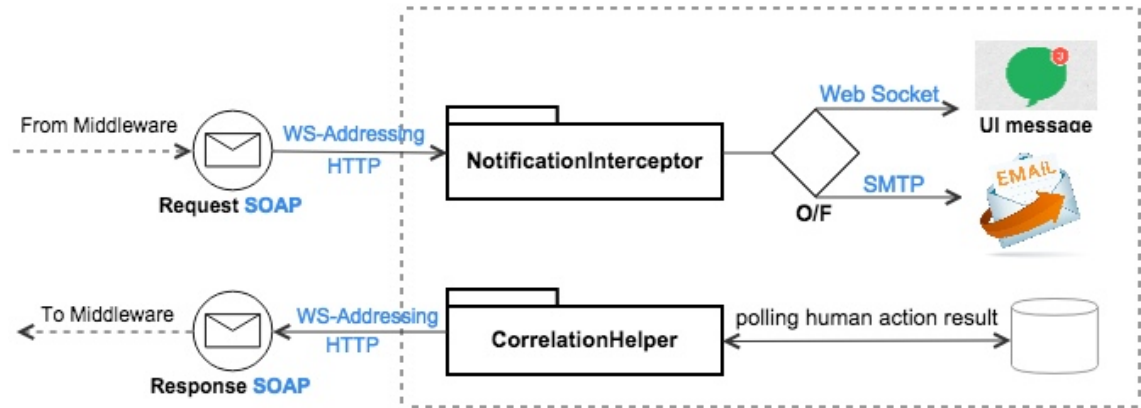 From Middleware
WS-Addressing
HTTP
Request SOAP
NotificationInterceptor
Web Socket
3
UI message
O/F
SMTP
EMAIL
To Middleware
WS-Addressing
HTTP
Response SOAP
CorrelationHelper
polling human action result